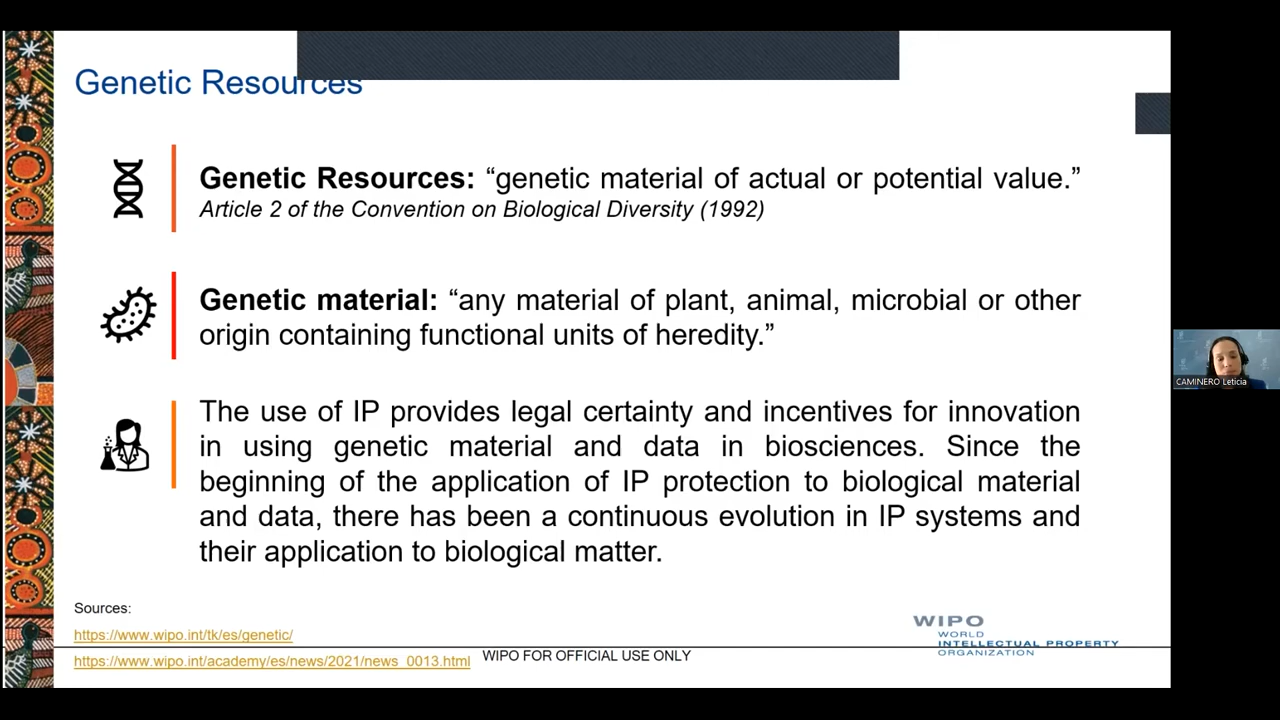 Genetic Resources
Genetic Resources: “genetic material of actual or potential value.”
Article 2 of the Convention on Biological Diversity (1992)
Genetic material: “any material of plant, animal, microbial or other
origin containing functional units of heredity.”
The use of IP provides legal certainty and incentives for innovation
in using genetic material and data in biosciences. Since the
beginning of the application of IP protection to biological material
and data, there has been a continuous evolution in IP systems and
their application to biological matter.
CAMINERO Leticia
Sources:
https://www.wipo.int/tk/es/genetic/
https://www.wipo.int/academy/es/news/2021/news_0013.html
WIPO FOR OFFICIAL USE ONLY
WIPO
WORLD
INTELLECTUAL PROPERTY
ORGANIZATION